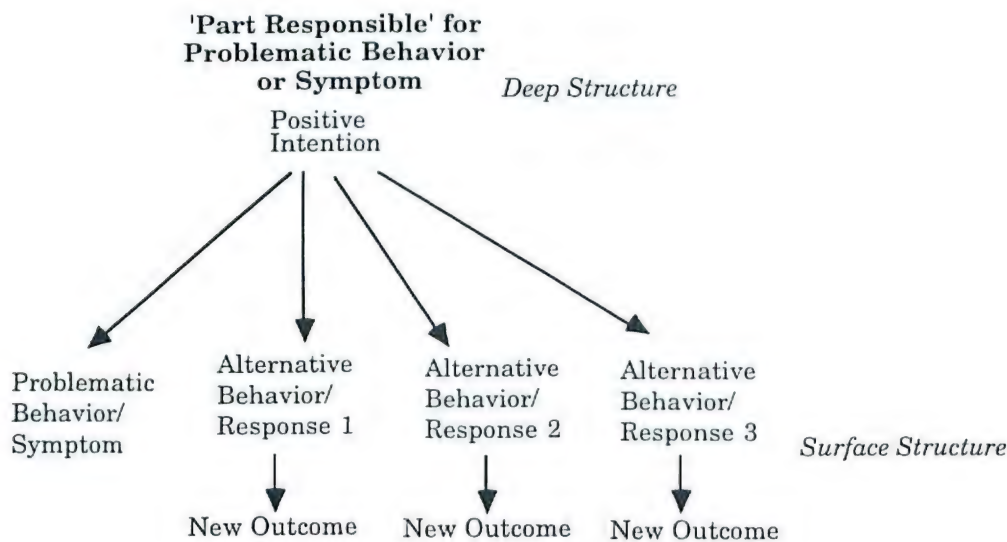 'Part Responsible' for
Problematic Behavior
or Symptom
Deep Structure
Positive
Intention
Problematic
Behavior/
Symptom
Alternative
Behavior/
Response 1
Alternative
Behavior/
Response 2
Alternative
Behavior/
Response 3
Surface Structure
New Outcome
New Outcome
New Outcome